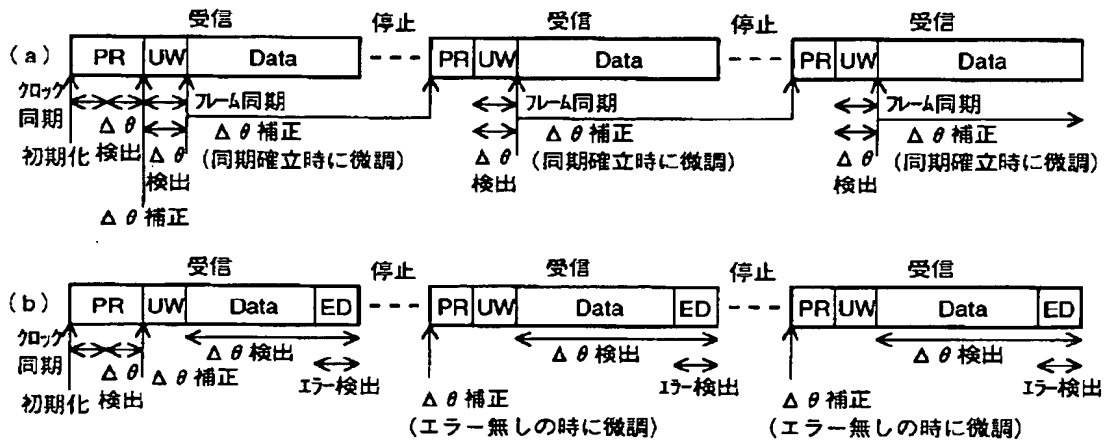 受信 停止 受信 停止 受信
(a) PR UW Data PR UW Data PR UW Data
クロック フレーム同期 フレーム同期 フレーム同期
同期 Δθ Δθ補正 Δθ補正 Δθ補正
初期化 検出 Δθ (同期確立時に微調) Δθ (同期確立時に微調) Δθ (同期確立時に微調)
検出 検出 検出
Δθ補正
受信 停止 受信 停止 受信
(b) PR UW Data ED PR UW Data ED PR UW Data ED
クロック Δθ検出 Δθ検出 Δθ検出
同期 Δθ Δθ補正
初期化 検出 エラー検出 Δθ補正 エラー検出 Δθ補正 エラー検出
(エラー無しの時に微調) (エラー無しの時に微調)